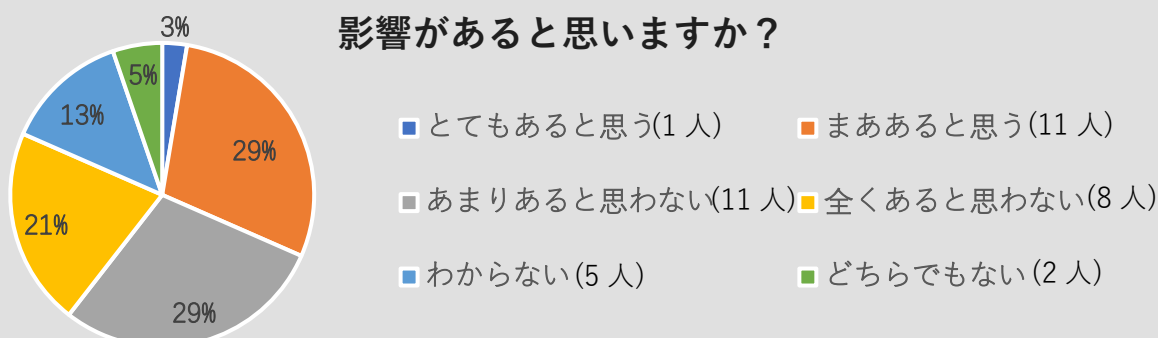 影響があると思いますか？
3%
5%
13%
29%
21%
29%
とてもあると思う(1 人)
まああると思う(11 人)
あまりあると思わない(11 人)
全くあると思わない(8 人)
わからない(5 人)
どちらでもない(2 人)